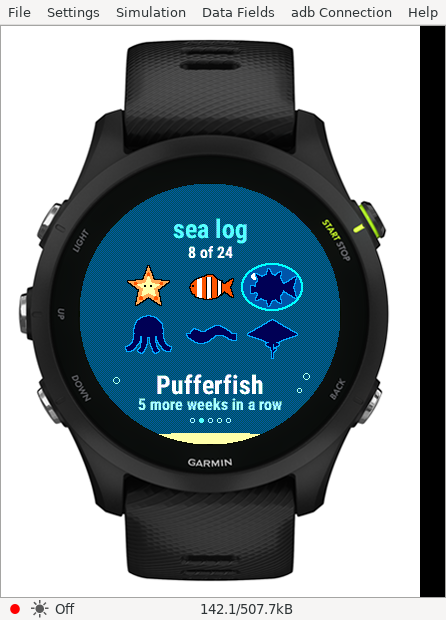 File Settings Simulation Data Fields adb Connection Help
LIGHT
START STOP
UP
DOWN
BACK
sea log
8 of 24
Pufferfish
5 more weeks in a row
GARMIN
Off 142.1/507.7kB